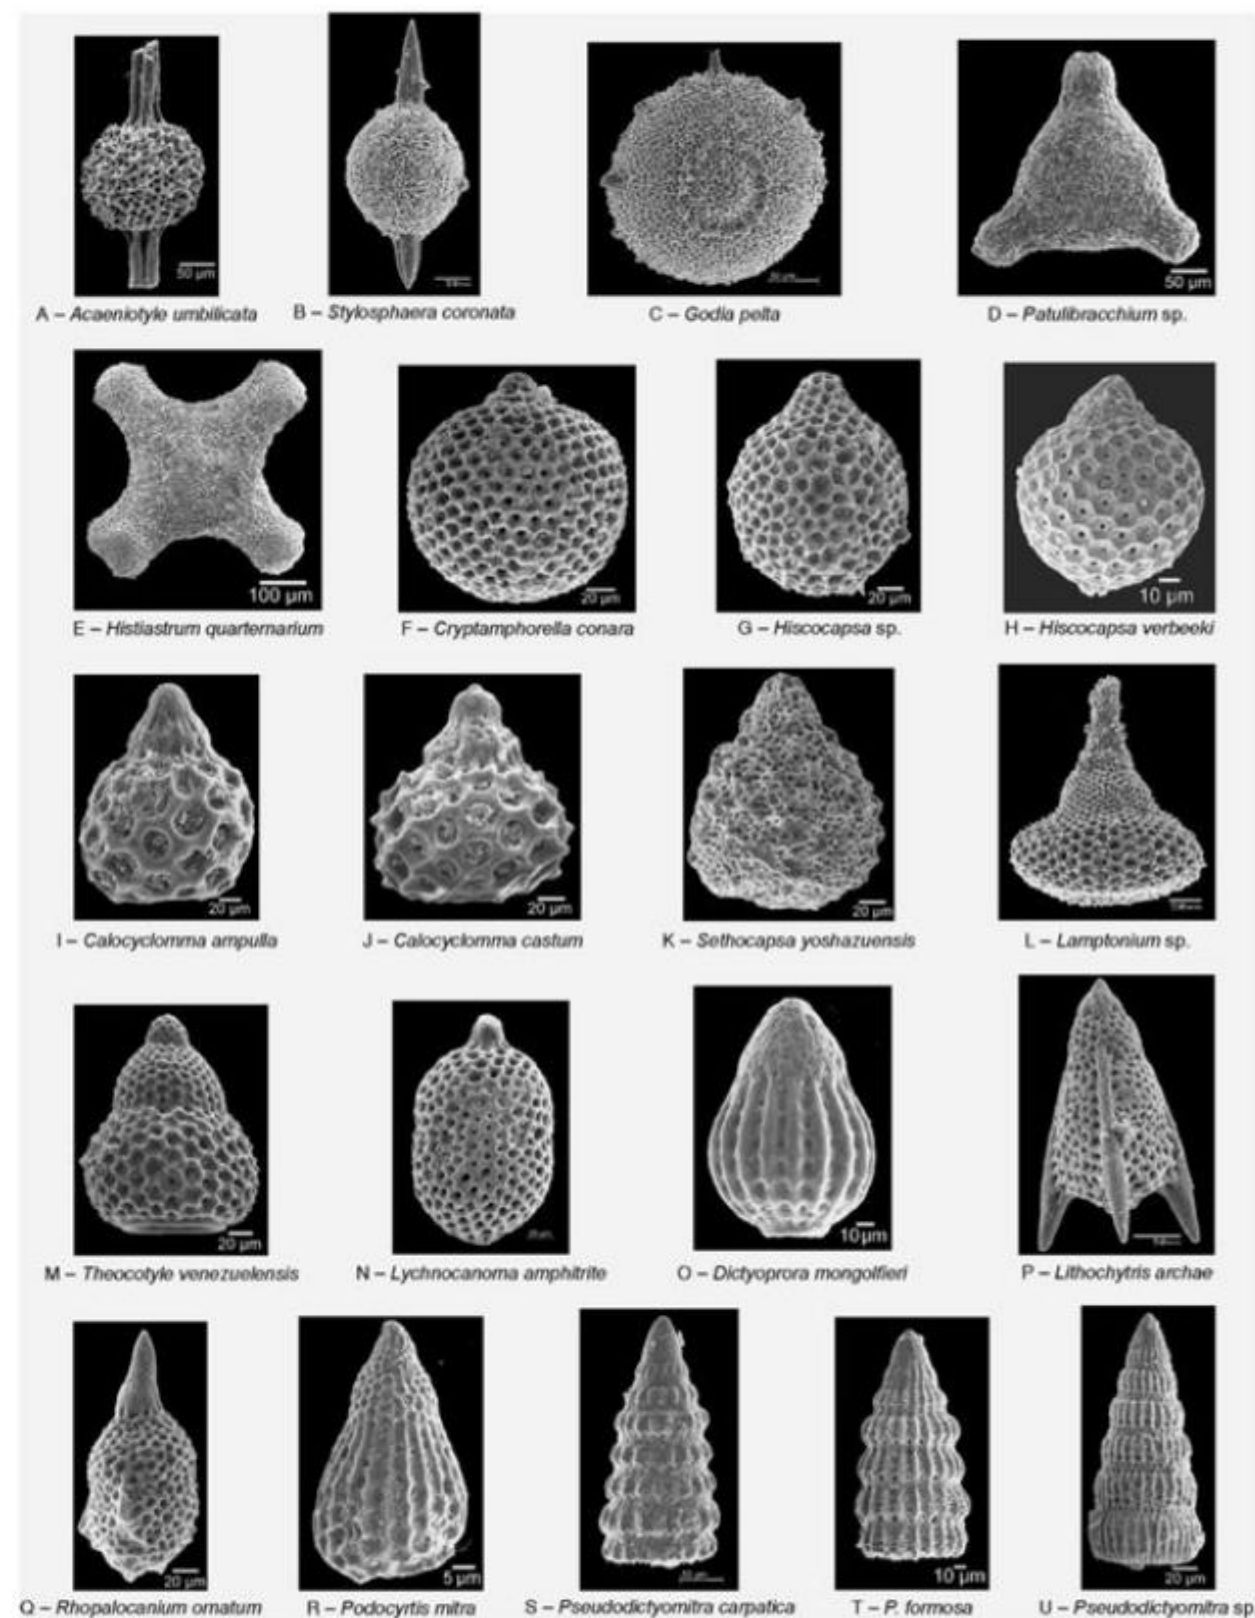 50 µm
50 µm
A – Acaeniotyle umbilicata
B – Stylosphaera coronata
C – Godia pelta
D – Patulibracchium sp.
100 µm
20 µm
20 µm
10 µm
E – Histiastrum quarternarium
F – Cryptamphorella conara
G – Hiscocapsa sp.
H – Hiscocapsa verbeeki
20 µm
20 µm
20 µm
I – Calocyclomma ampulla
J – Calocyclomma castum
K – Sethocapsa yoshazuensis
L – Lamptonium sp.
20 µm
10 µm
M – Theocotyle venezuelensis
N – Lychnocanoma amphitrite
O – Dictyoprora mongolfieri
P – Lithochytris archae
20 µm
5 µm
10 µm
20 µm
Q – Rhopalocanium ornatum
R – Podocyrtis mitra
S – Pseudodictyomitra carpatica
T – P. formosa
U – Pseudodictyomitra sp